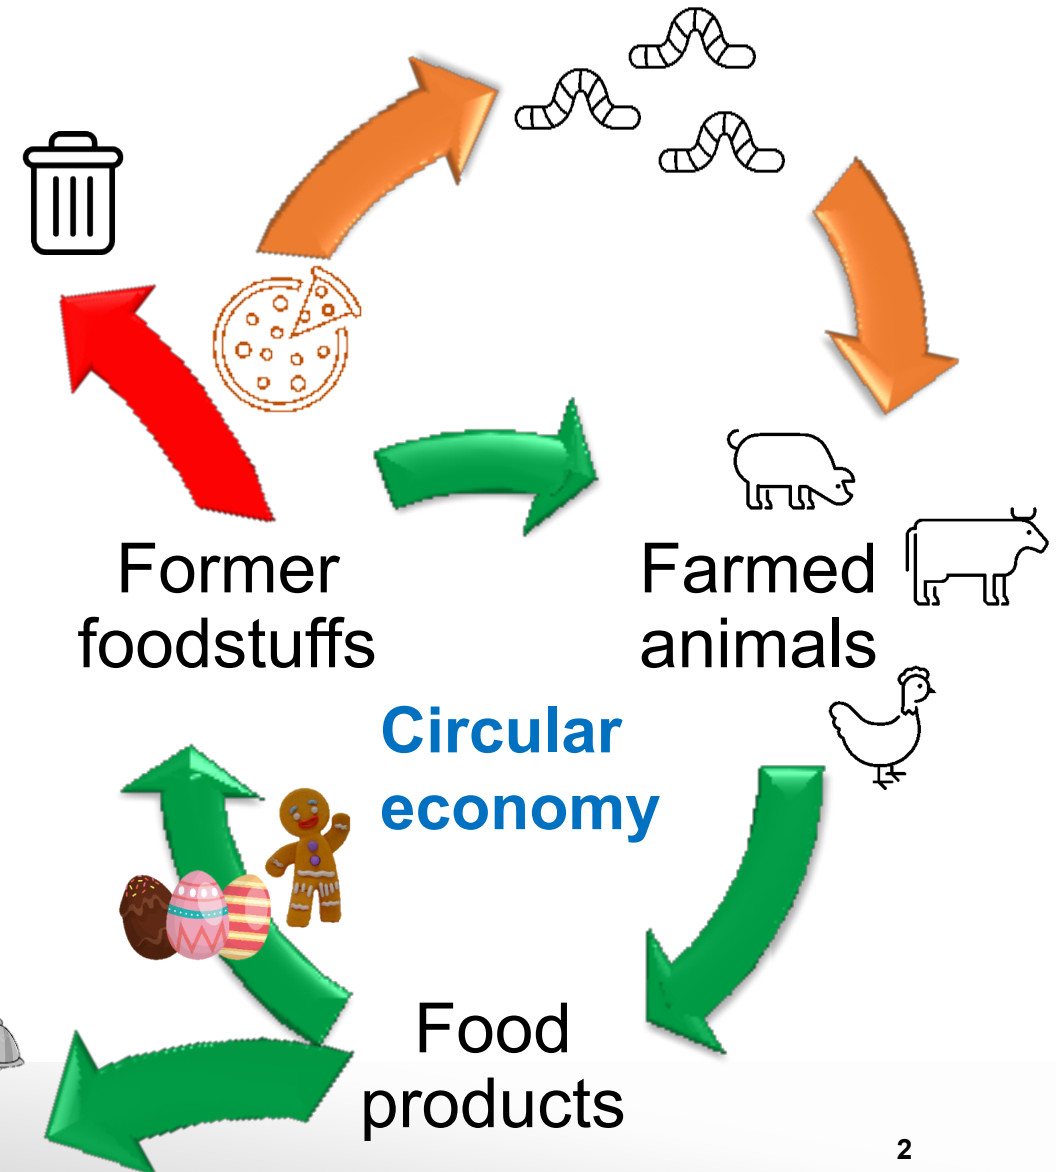 Former
foodstuffs
Farmed
animals
Circular
economy
Food
products
2